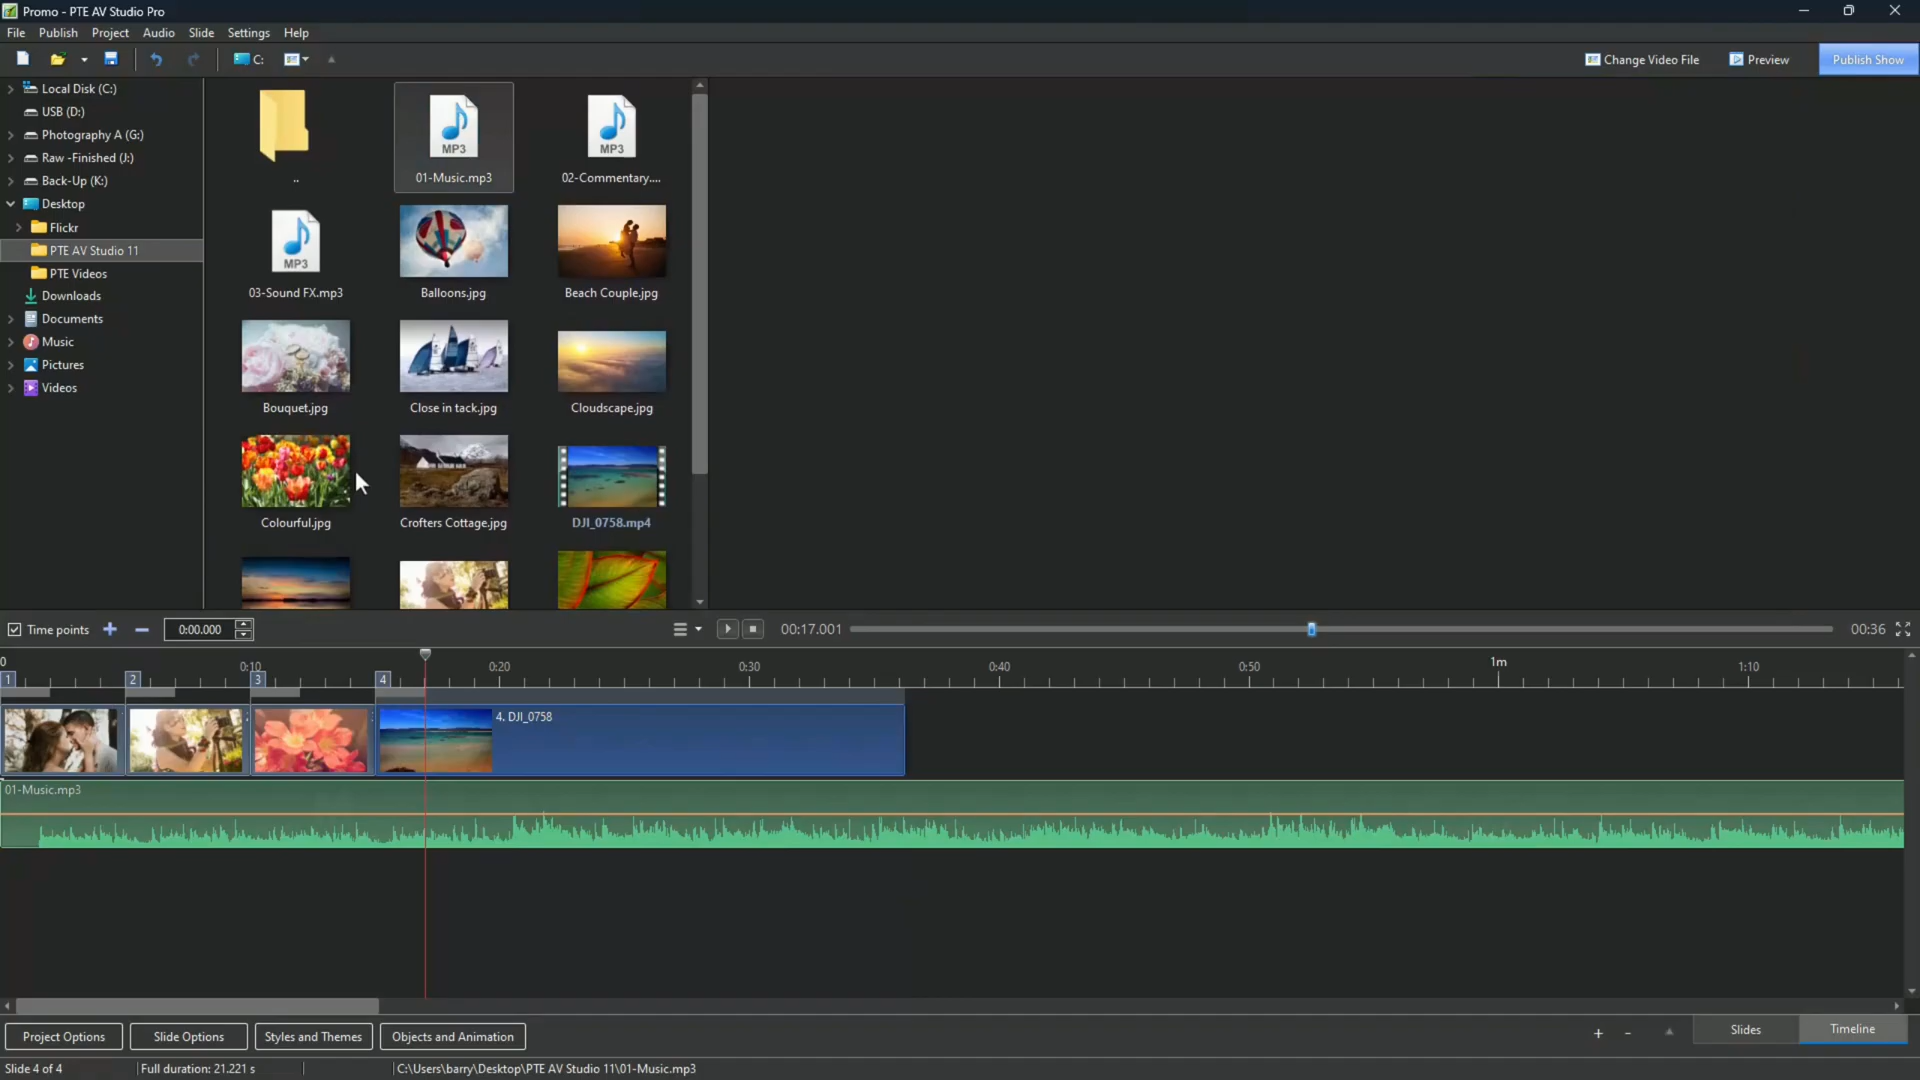 Promo - PTE AV Studio Pro
File Publish Project Audio Slide Settings Help
C: Change Video File Preview Publish Show
Local Disk (C:)
USB (D:)
Photography A (G:)
Raw -Finished (J:)
Back-Up (K:)
Desktop
Flickr
PTE AV Studio 11
PTE Videos
Downloads
Documents
Music
Pictures
Videos
MP3 MP3
.. 01-Music.mp3 02-Commentary....
MP3
03-Sound FX.mp3 Balloons.jpg Beach Couple.jpg
Bouquet.jpg Close in tack.jpg Cloudscape.jpg
Colourful.jpg Crofters Cottage.jpg DJI_0758.mp4
Time points 0:00.000 00:17.001 00:36
0 0:10 0:20 0:30 0:40 0:50 1m 1:10
1 2 3 4
4. DJI_0758
01-Music.mp3
Project Options Slide Options Styles and Themes Objects and Animation + - Slides Timeline
Slide 4 of 4 Full duration: 21.221 s C:\Users\barry\Desktop\PTE AV Studio 11\01-Music.mp3